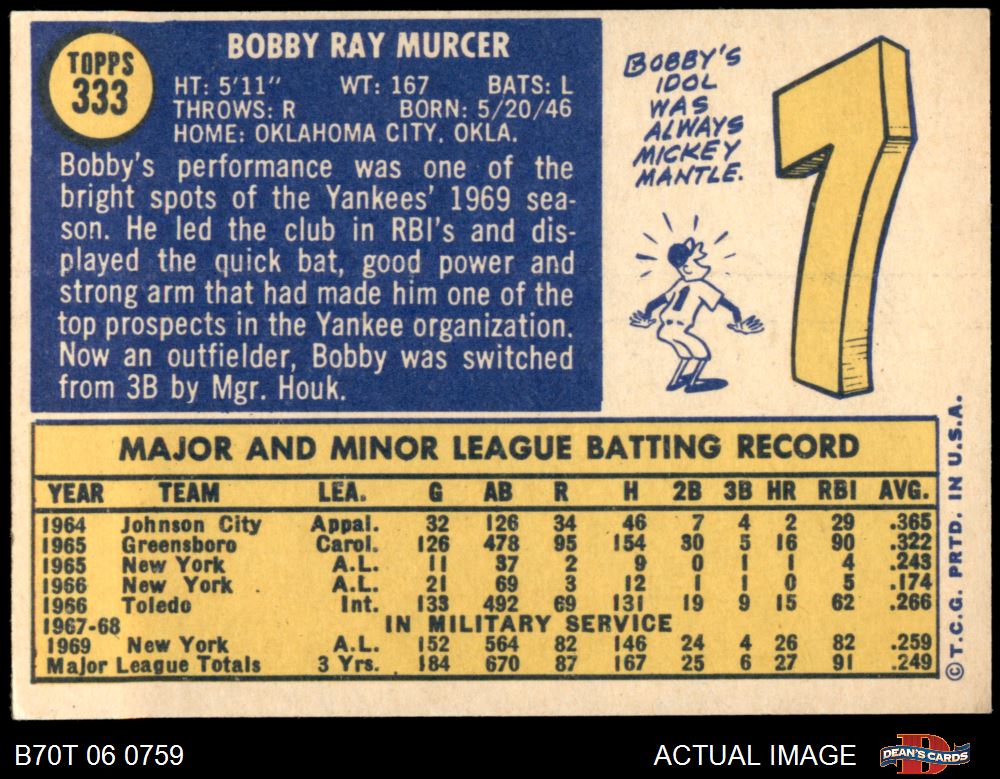 TOPPS
333
BOBBY RAY MURCER
HT: 5'11" WT: 167 BATS: L
THROWS: R BORN: 5/20/46
HOME: OKLAHOMA CITY, OKLA.
Bobby's performance was one of the
bright spots of the Yankees' 1969 sea-
son. He led the club in RBI's and dis-
played the quick bat, good power and
strong arm that had made him one of the
top prospects in the Yankee organization.
Now an outfielder, Bobby was switched
from 3B by Mgr. Houk.
BOBBY'S
IDOL
WAS
ALWAYS
MICKEY
MANTLE.
7
1
MAJOR AND MINOR LEAGUE BATTING RECORD
YEAR TEAM LEA. G AB R H 2B 3B HR RBI AVG.
1964 Johnson City Appal. 32 126 34 46 7 4 2 29 .365
1965 Greensboro Carol. 126 478 95 154 30 5 16 90 .322
1965 New York A.L. 11 37 2 9 0 1 1 4 .243
1966 New York A.L. 21 69 3 12 1 1 0 5 .174
1966 Toledo Int. 133 492 69 131 19 9 15 62 .266
1967-68 IN MILITARY SERVICE
1969 New York A.L. 152 564 82 146 24 4 26 82 .259
Major League Totals 3 Yrs. 184 670 87 167 25 6 27 91 .249
© T.C.G. PRTD. IN U.S.A.
B70T 06 0759 ACTUAL IMAGE
DEAN'S CARDS